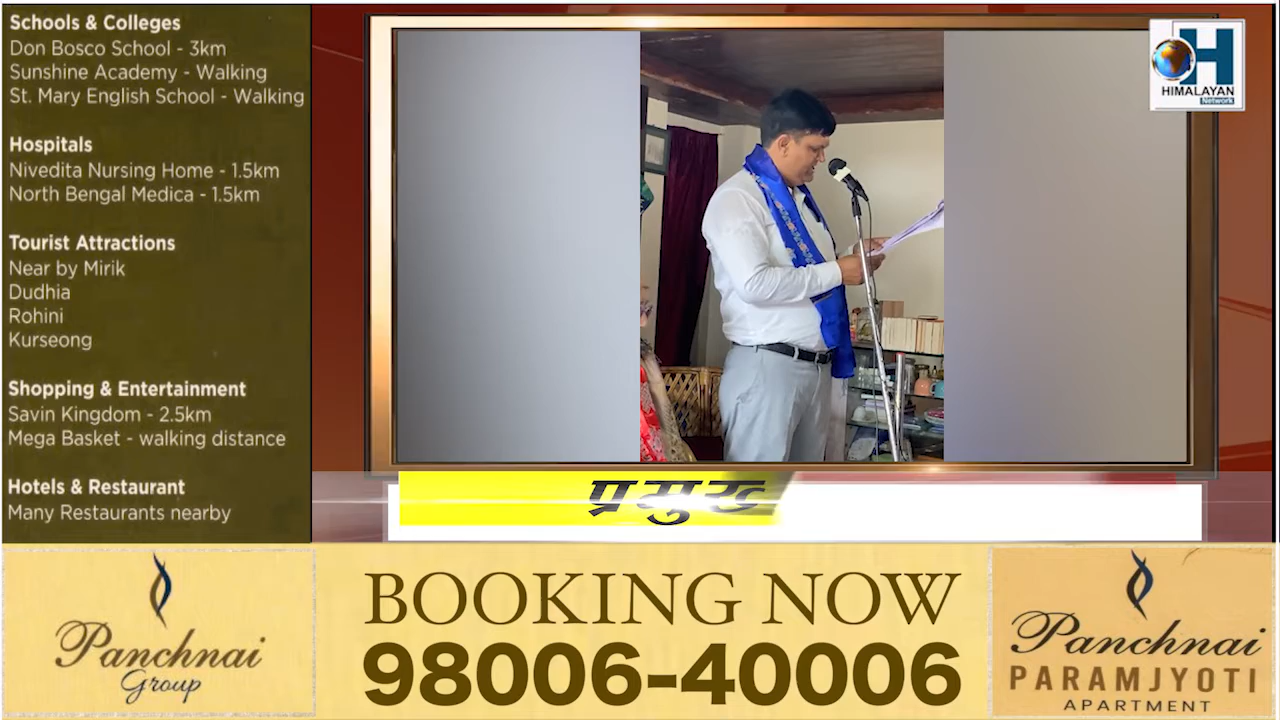 Schools & Colleges
Don Bosco School - 3km
Sunshine Academy - Walking
St. Mary English School - Walking
Hospitals
Nivedita Nursing Home - 1.5km
North Bengal Medica - 1.5km
Tourist Attractions
Near by Mirik
Dudhia
Rohini
Kurseong
Shopping & Entertainment
Savin Kingdom - 2.5km
Mega Basket - walking distance
Hotels & Restaurant
Many Restaurants nearby
H
HIMALAYAN
Network
प्रमुख
Panchnai
Group
BOOKING NOW
98006-40006
Panchnai
PARAMJYOTI
APARTMENT